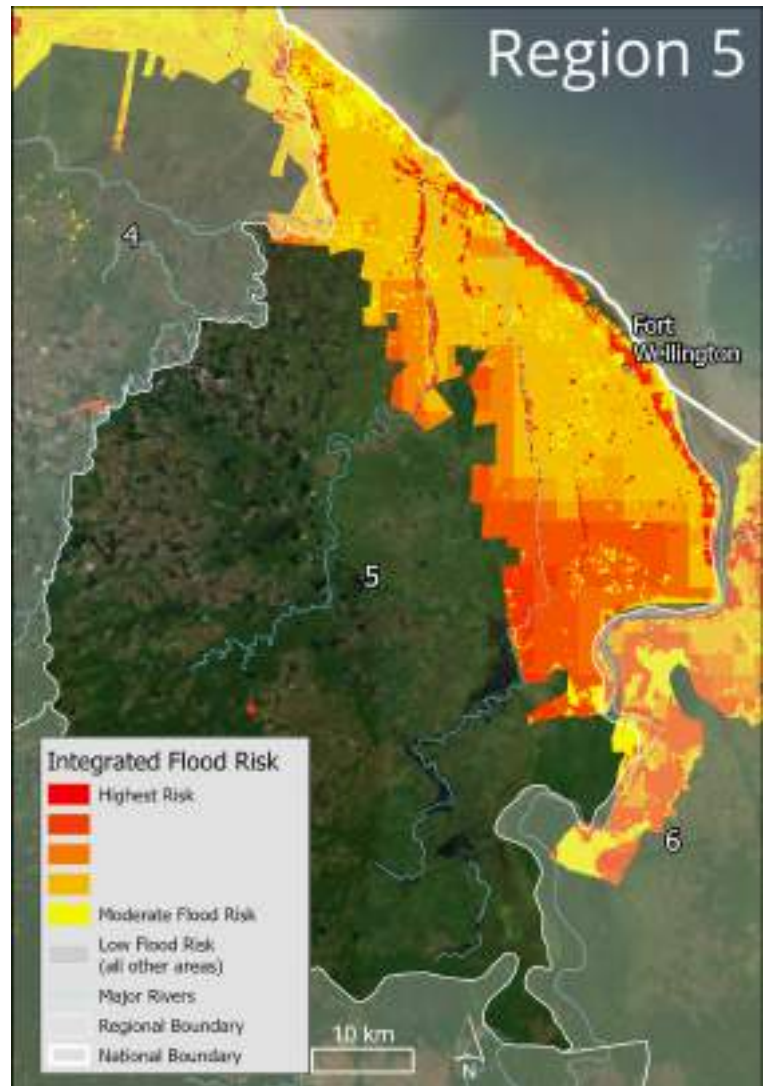 Region 5
4
Fort
Wellington
5
6
Integrated Flood Risk
Highest Risk
Moderate Flood Risk
Low Flood Risk
(all other areas)
Major Rivers
Regional Boundary
National Boundary
10 km
N